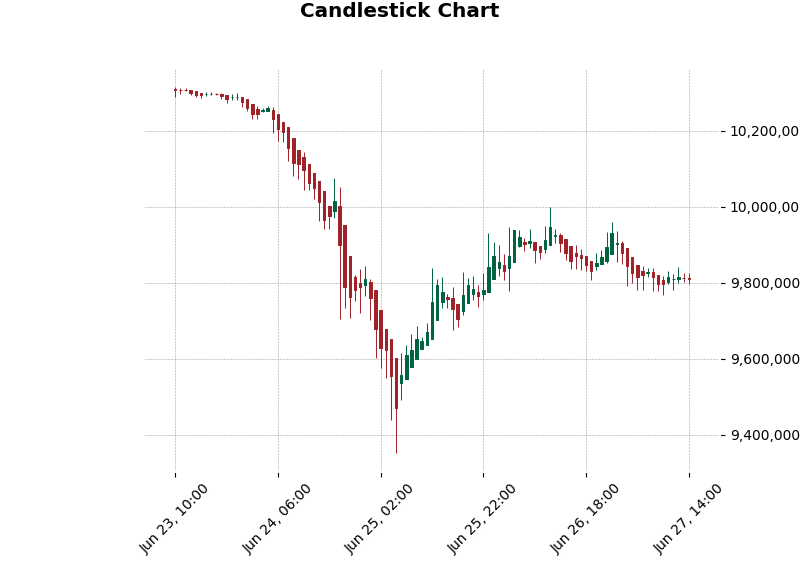 Candlestick Chart
10,200,00
10,000,00
9,800,000
9,600,000
9,400,000
Jun 23, 10:00
Jun 24, 06:00
Jun 25, 02:00
Jun 25, 22:00
Jun 26, 18:00
Jun 27, 14:00